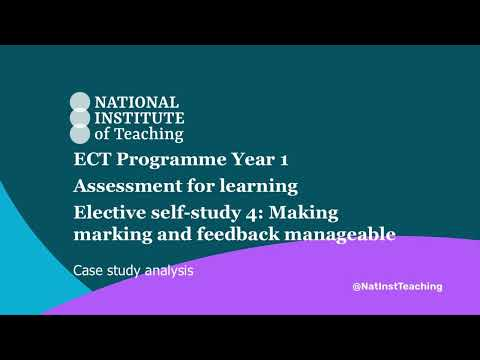 NATIONAL
INSTITUTE
of Teaching
ECT Programme Year 1
Assessment for learning
Elective self-study 4: Making
marking and feedback manageable
Case study analysis
@NatInstTeaching